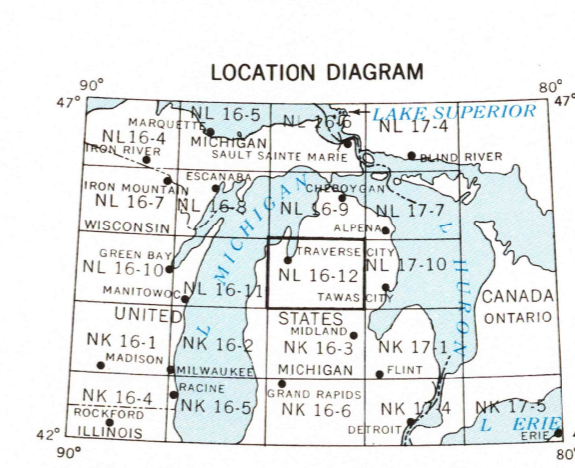 LOCATION DIAGRAM
90°
80°
47°
47°
NL 16-5
NL 16-6
LAKE SUPERIOR
MARQUETTE
NL 16-4
MICHIGAN
NL 17-4
IRON RIVER
SAULT SAINTE MARIE
BLIND RIVER
ESCANABA
IRON MOUNTAIN
CHEBOYGAN
NL 16-7
NL 16-8
NL 16-9
NL 17-7
WISCONSIN
ALPENA
L MICHIGAN
L HURON
GREEN BAY
TRAVERSE CITY
NL 16-10
NL 16-12
NL 17-10
MANITOWOC
NL 16-11
TAWAS CITY
CANADA
UNITED
STATES
ONTARIO
MIDLAND
NK 16-1
NK 16-2
NK 16-3
NK 17-1
MADISON
MILWAUKEE
MICHIGAN
FLINT
RACINE
GRAND RAPIDS
NK 16-4
NK 16-5
NK 16-6
NK 17-4
NK 17-5
ROCKFORD
DETROIT
L ERIE
ILLINOIS
ERIE
42°
4
90°
80